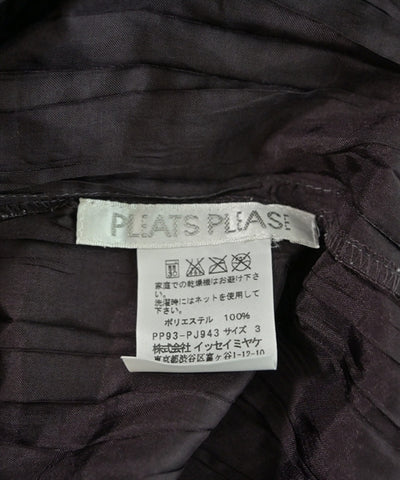 PLEATS PLEASE
家庭での乾燥機はお避け下さい。
洗濯時にはネットを使用して下さい。
ポリエステル 100%
PP93-PJ943 サイズ 3
株式会社 イッセイミヤケ
東京都渋谷区富ヶ谷1-12-10